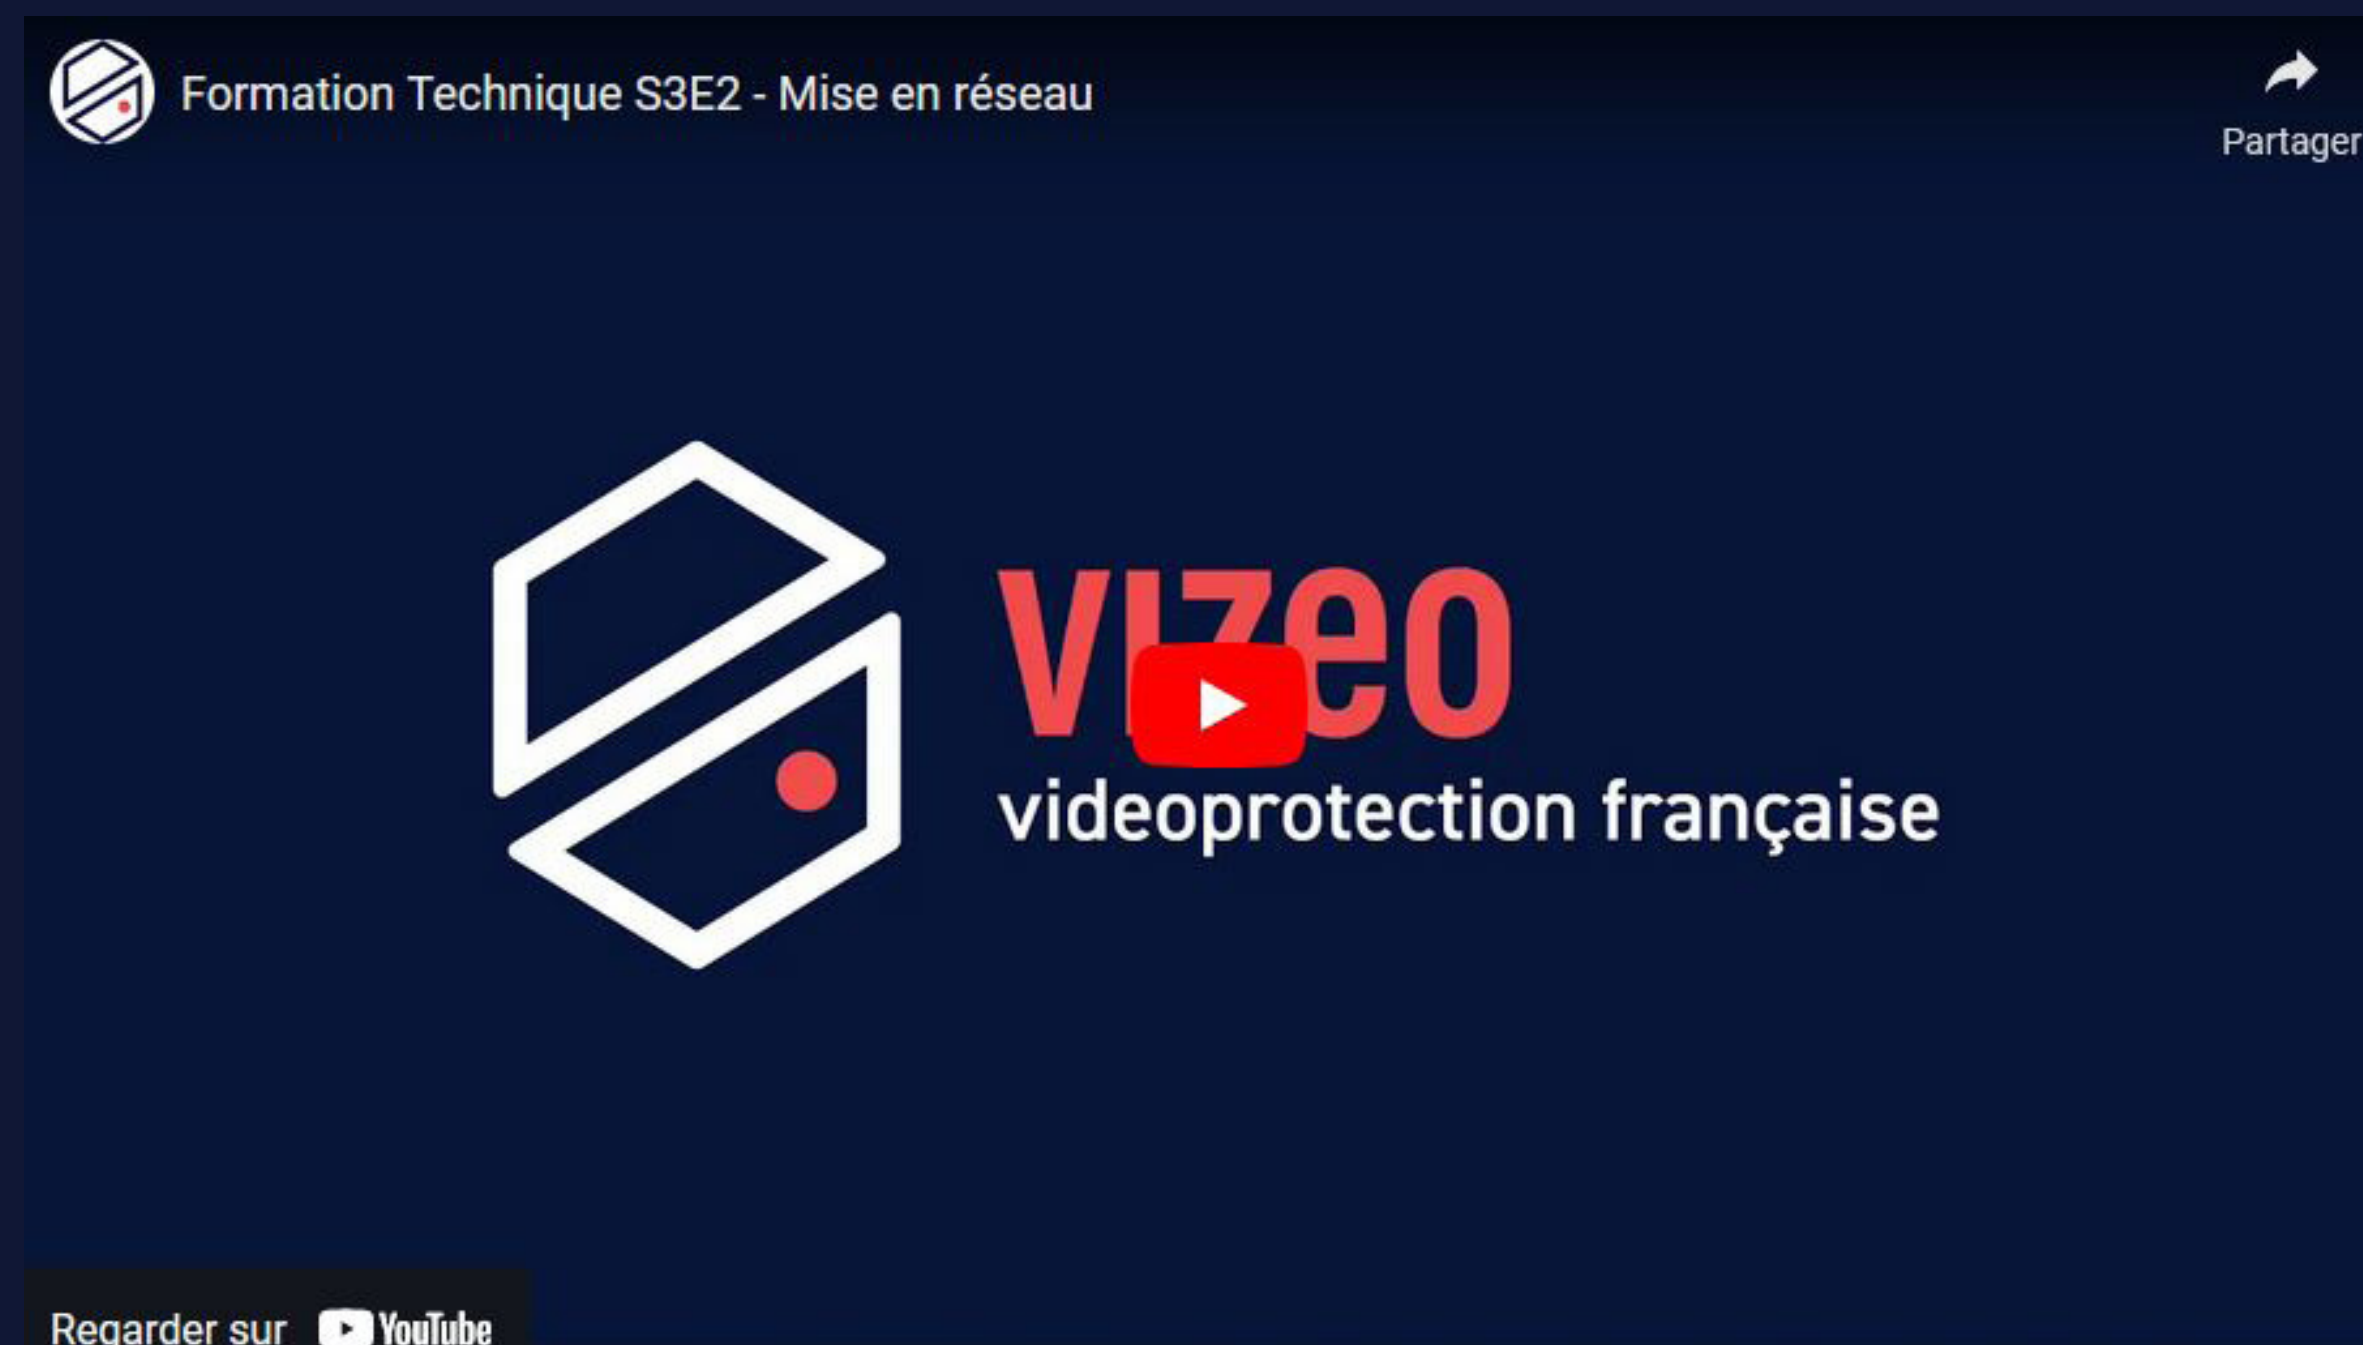 Formation Technique S3E2 - Mise en réseau
Partager
vizeo
videoprotection française
Regarder sur YouTube